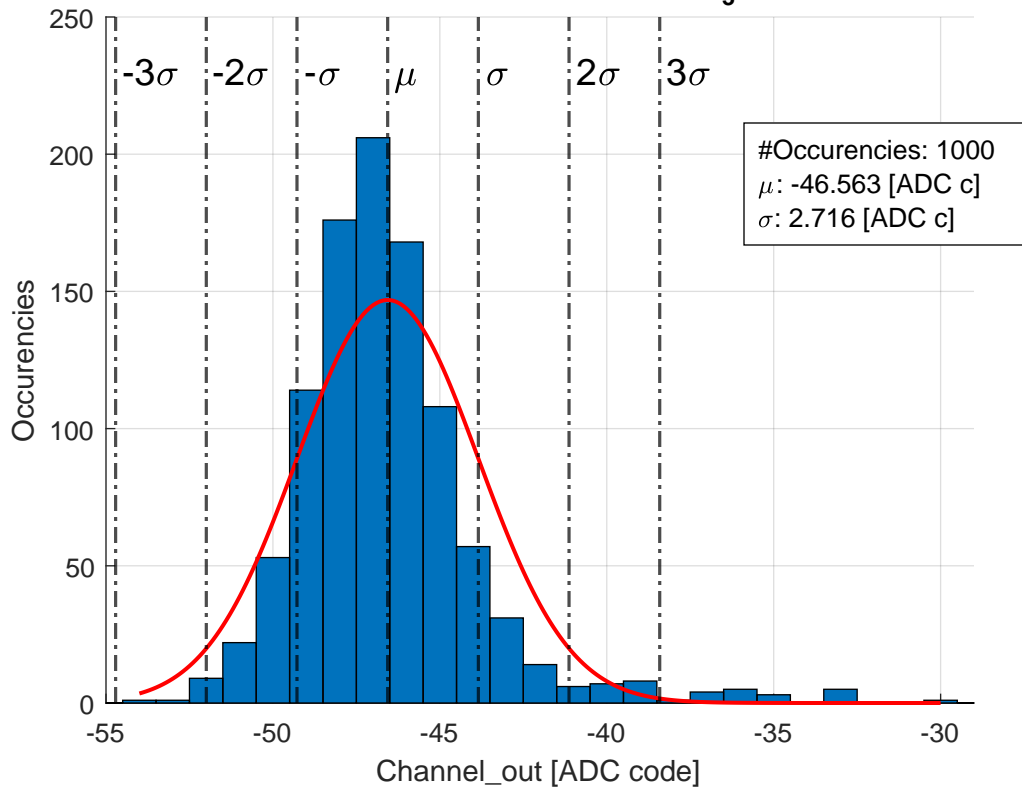 250
-3σ -2σ -σ μ σ 2σ 3σ
200
#Occurencies: 1000
μ: -46.563 [ADC c]
σ: 2.716 [ADC c]
150
Occurencies
100
50
0
-55 -50 -45 -40 -35 -30
Channel_out [ADC code]